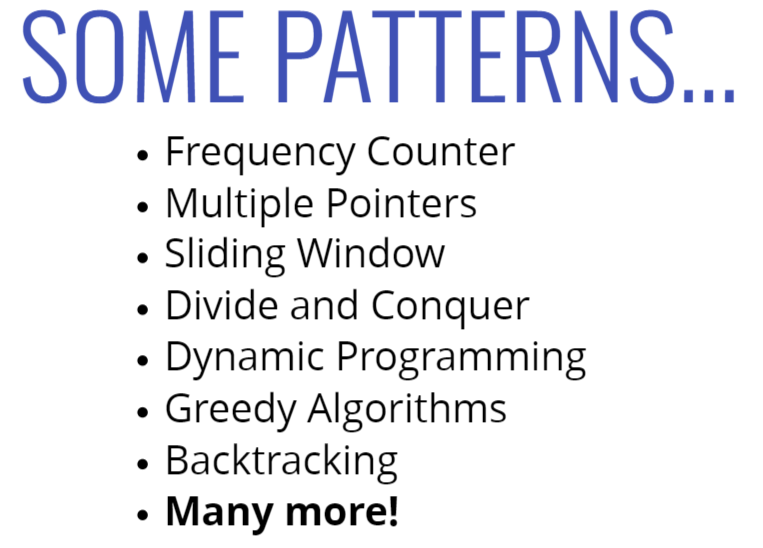 SOME PATTERNS...
• Frequency Counter
• Multiple Pointers
• Sliding Window
• Divide and Conquer
• Dynamic Programming
• Greedy Algorithms
• Backtracking
• Many more!